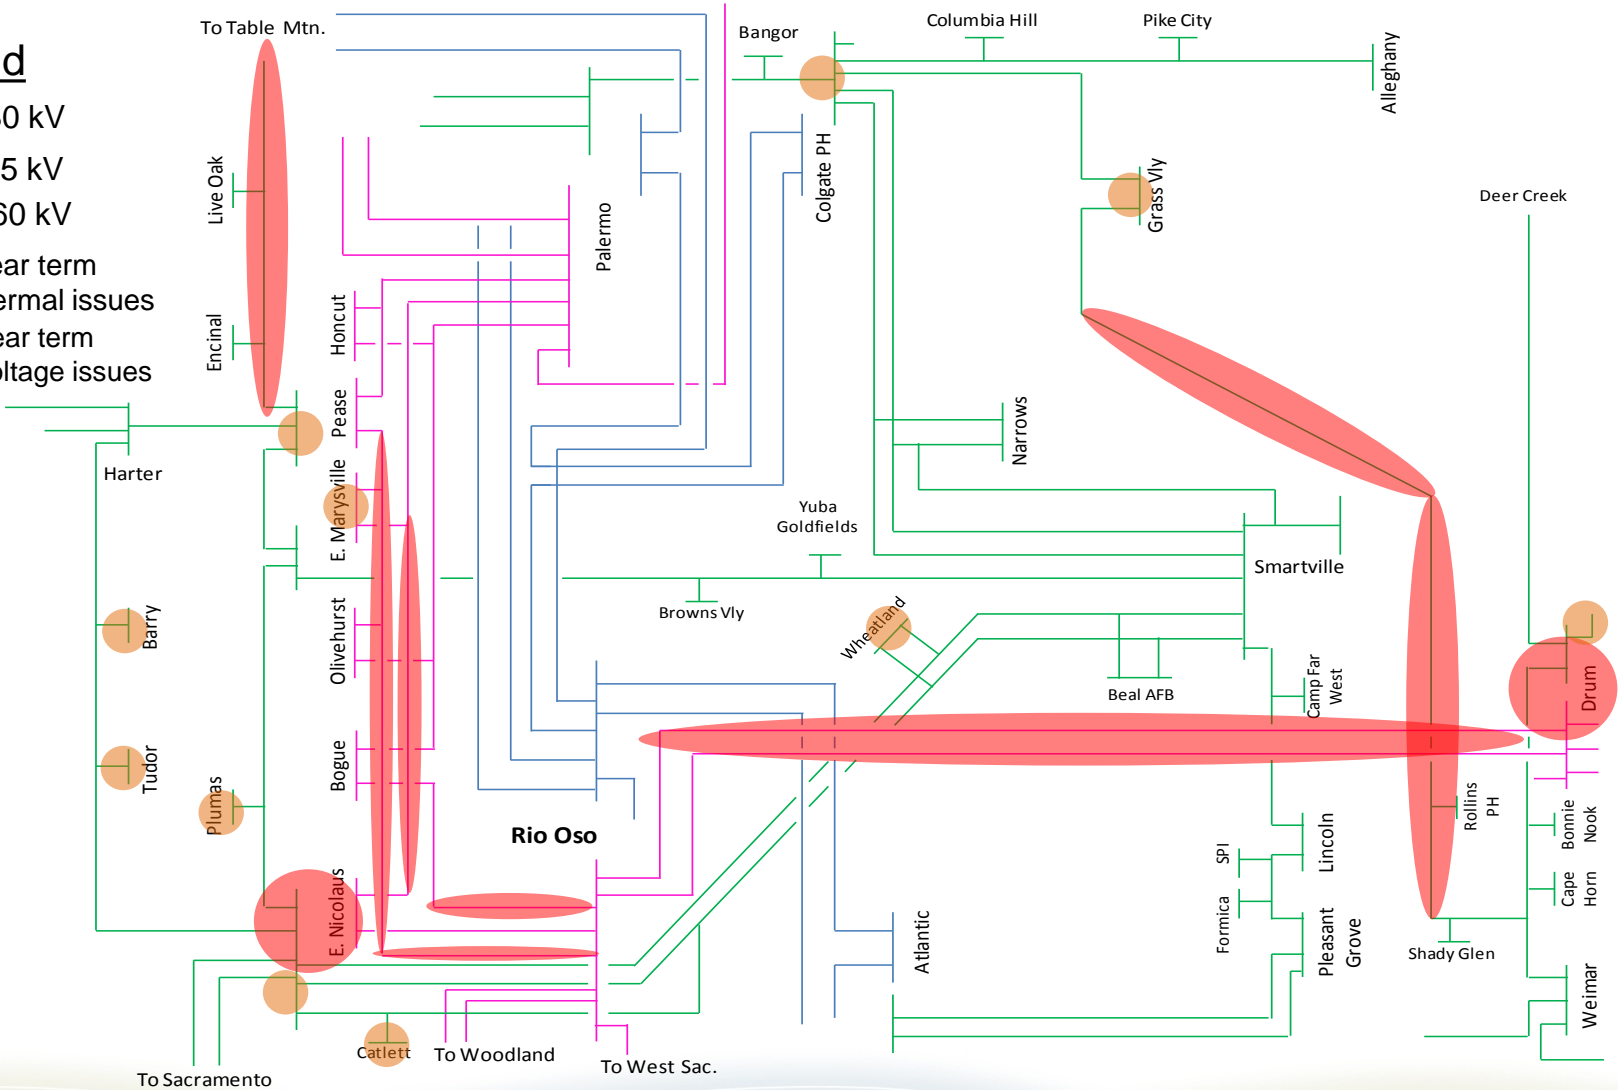 To Table Mtn.
Bangor
Columbia Hill
Pike City
Alleghany
d
0 kV
5 kV
60 kV
ear term
ermal issues
ear term
oltage issues
Live Oak
Encinal
Honcut
Palermo
Colgate PH
Grass Vly
Deer Creek
Pease
Harter
E. Marysville
Narrows
Yuba
Goldfields
Smartville
Browns Vly
Wheatland
Barry
Olivehurst
Beal AFB
Camp Far
West
Drum
Tudor
Plumas
Bogue
Rio Oso
SPI
Lincoln
Rollins
PH
Bonnie
Nook
Cape
Horn
E. Nicolaus
Atlantic
Formica
Pleasant
Grove
Shady Glen
Weimar
Catlett
To Woodland
To West Sac.
To Sacramento